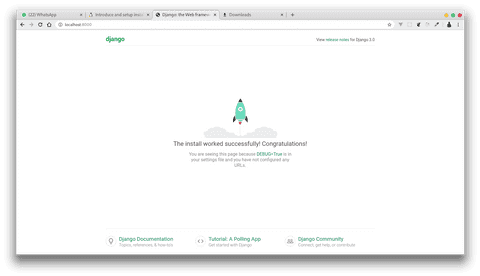 (22) WhatsApp
Introduce and setup
Django: the Web framew
Downloads
localhost:8000
django
View release notes for Django 3.0
The install worked successfully! Congratulations!
You are seeing this page because DEBUG=True is in
your settings file and you have not configured any
URLs.
Django Documentation
Topics, references, & how-to's
Tutorial: A Polling App
Get started with Django
Django Community
Connect, get help, or contribute